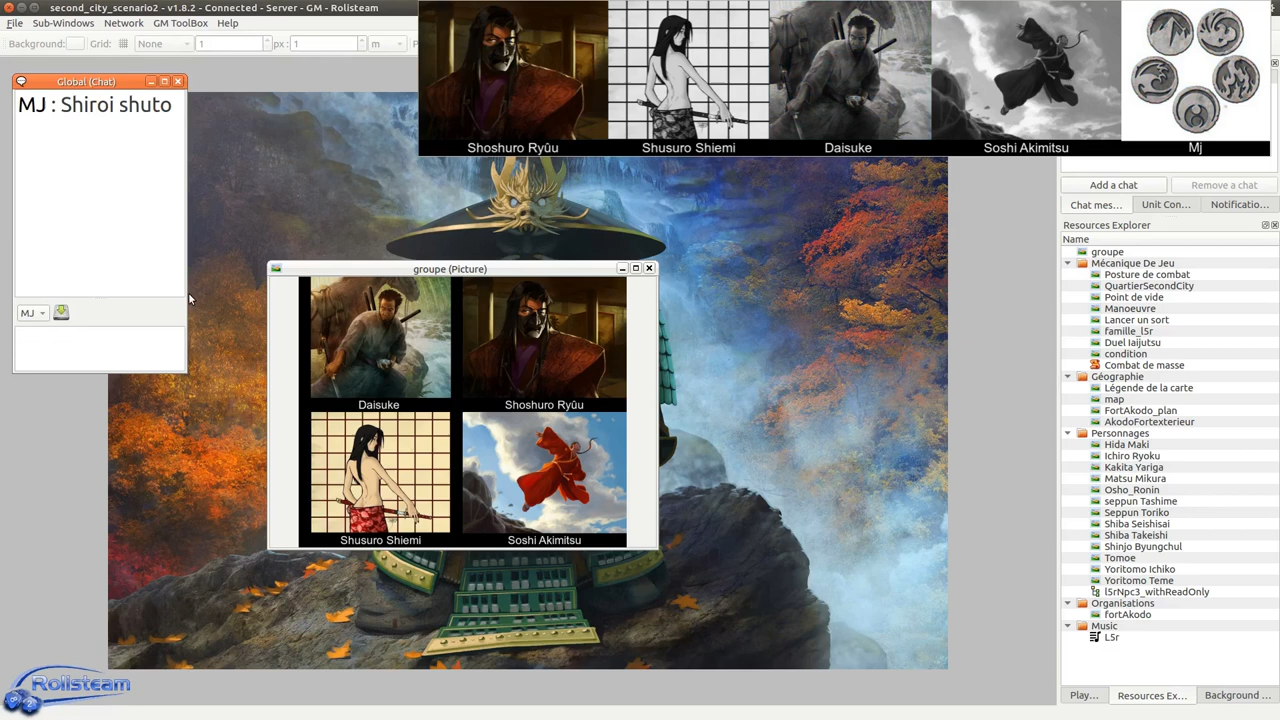 second_city_scenario2 - v1.8.2 - Connected - Server - GM - Rolisteam
File Sub-Windows Network GM ToolBox Help
Background: Grid: None 1 px : 1 m
Global (Chat)
MJ : Shiroi shuto
MJ
Shoshuro Ryûu
Shusuro Shiemi
Daisuke
Soshi Akimitsu
Mj
groupe (Picture)
Daisuke
Shoshuro Ryûu
Shusuro Shiemi
Soshi Akimitsu
Add a chat
Remove a chat
Chat mes...
Unit Con...
Notificatio...
Resources Explorer
Name
groupe
Mécanique De Jeu
Posture de combat
QuartierSecondCity
Point de vide
Manoeuvre
Lancer un sort
famille_l5r
Duel Iaijutsu
condition
Combat de masse
Géographie
Légende de la carte
map
FortAkodo_plan
AkodoFortexterieur
Personnages
Hida Maki
Ichiro Ryoku
Kakita Yariga
Matsu Mikura
Osho_Ronin
seppun Tashime
Seppun Toriko
Shiba Seishisai
Shiba Takeishi
Shinjo Byungchul
Tomoe
Yoritomo Ichiko
Yoritomo Teme
l5rNpc3_withReadOnly
Organisations
fortAkodo
Music
L5r
Play...
Resources Ex...
Background ...
Rolisteam